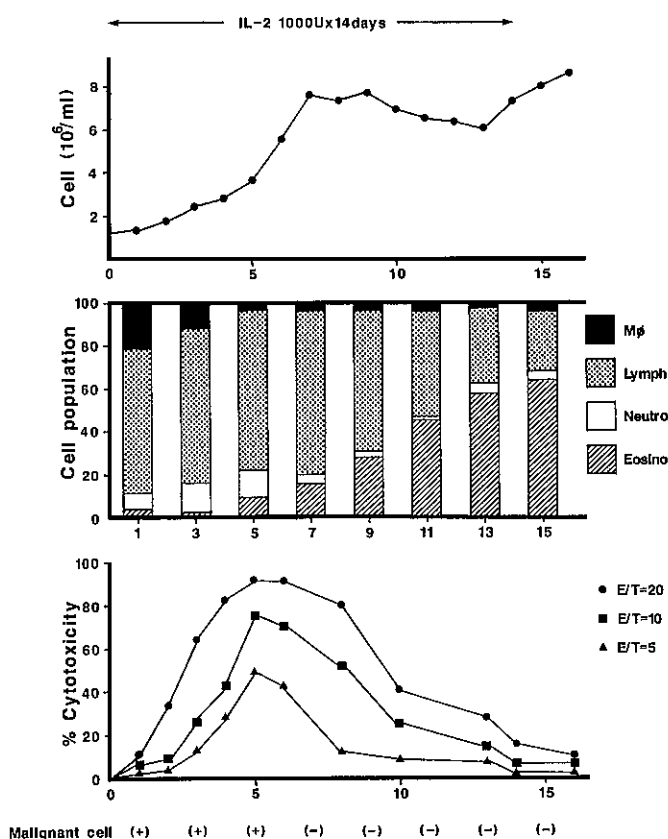 IL-2 1000Ux14days
Cell (10⁶/ml)
8
6
4
2
0 5 10 15
Cell population
100
80
60
40
20
0
1 3 5 7 9 11 13 15
Mφ
Lymph
Neutro
Eosino
% Cytotoxicity
100
80
60
40
20
0
0 5 10 15
E/T=20
E/T=10
E/T=5
Malignant cell (+) (+) (+) (-) (-) (-) (-) (-)